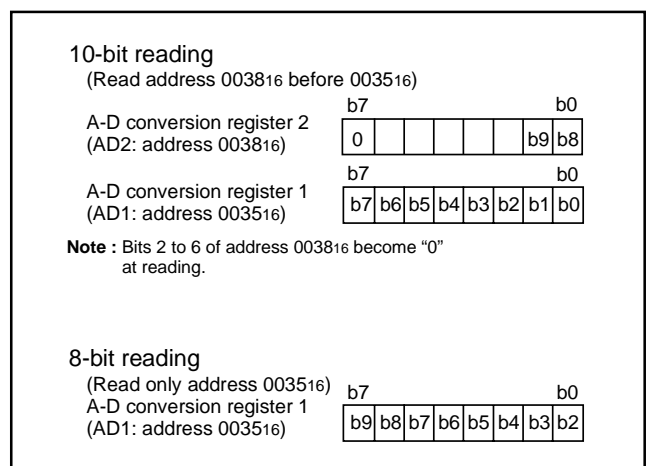 10-bit reading
(Read address 003816 before 003516)
b7 b0
A-D conversion register 2
(AD2: address 003816)
0 b9 b8
b7 b0
A-D conversion register 1
(AD1: address 003516)
b7 b6 b5 b4 b3 b2 b1 b0
Note : Bits 2 to 6 of address 003816 become “0”
at reading.
8-bit reading
(Read only address 003516)
b7 b0
A-D conversion register 1
(AD1: address 003516)
b9 b8 b7 b6 b5 b4 b3 b2